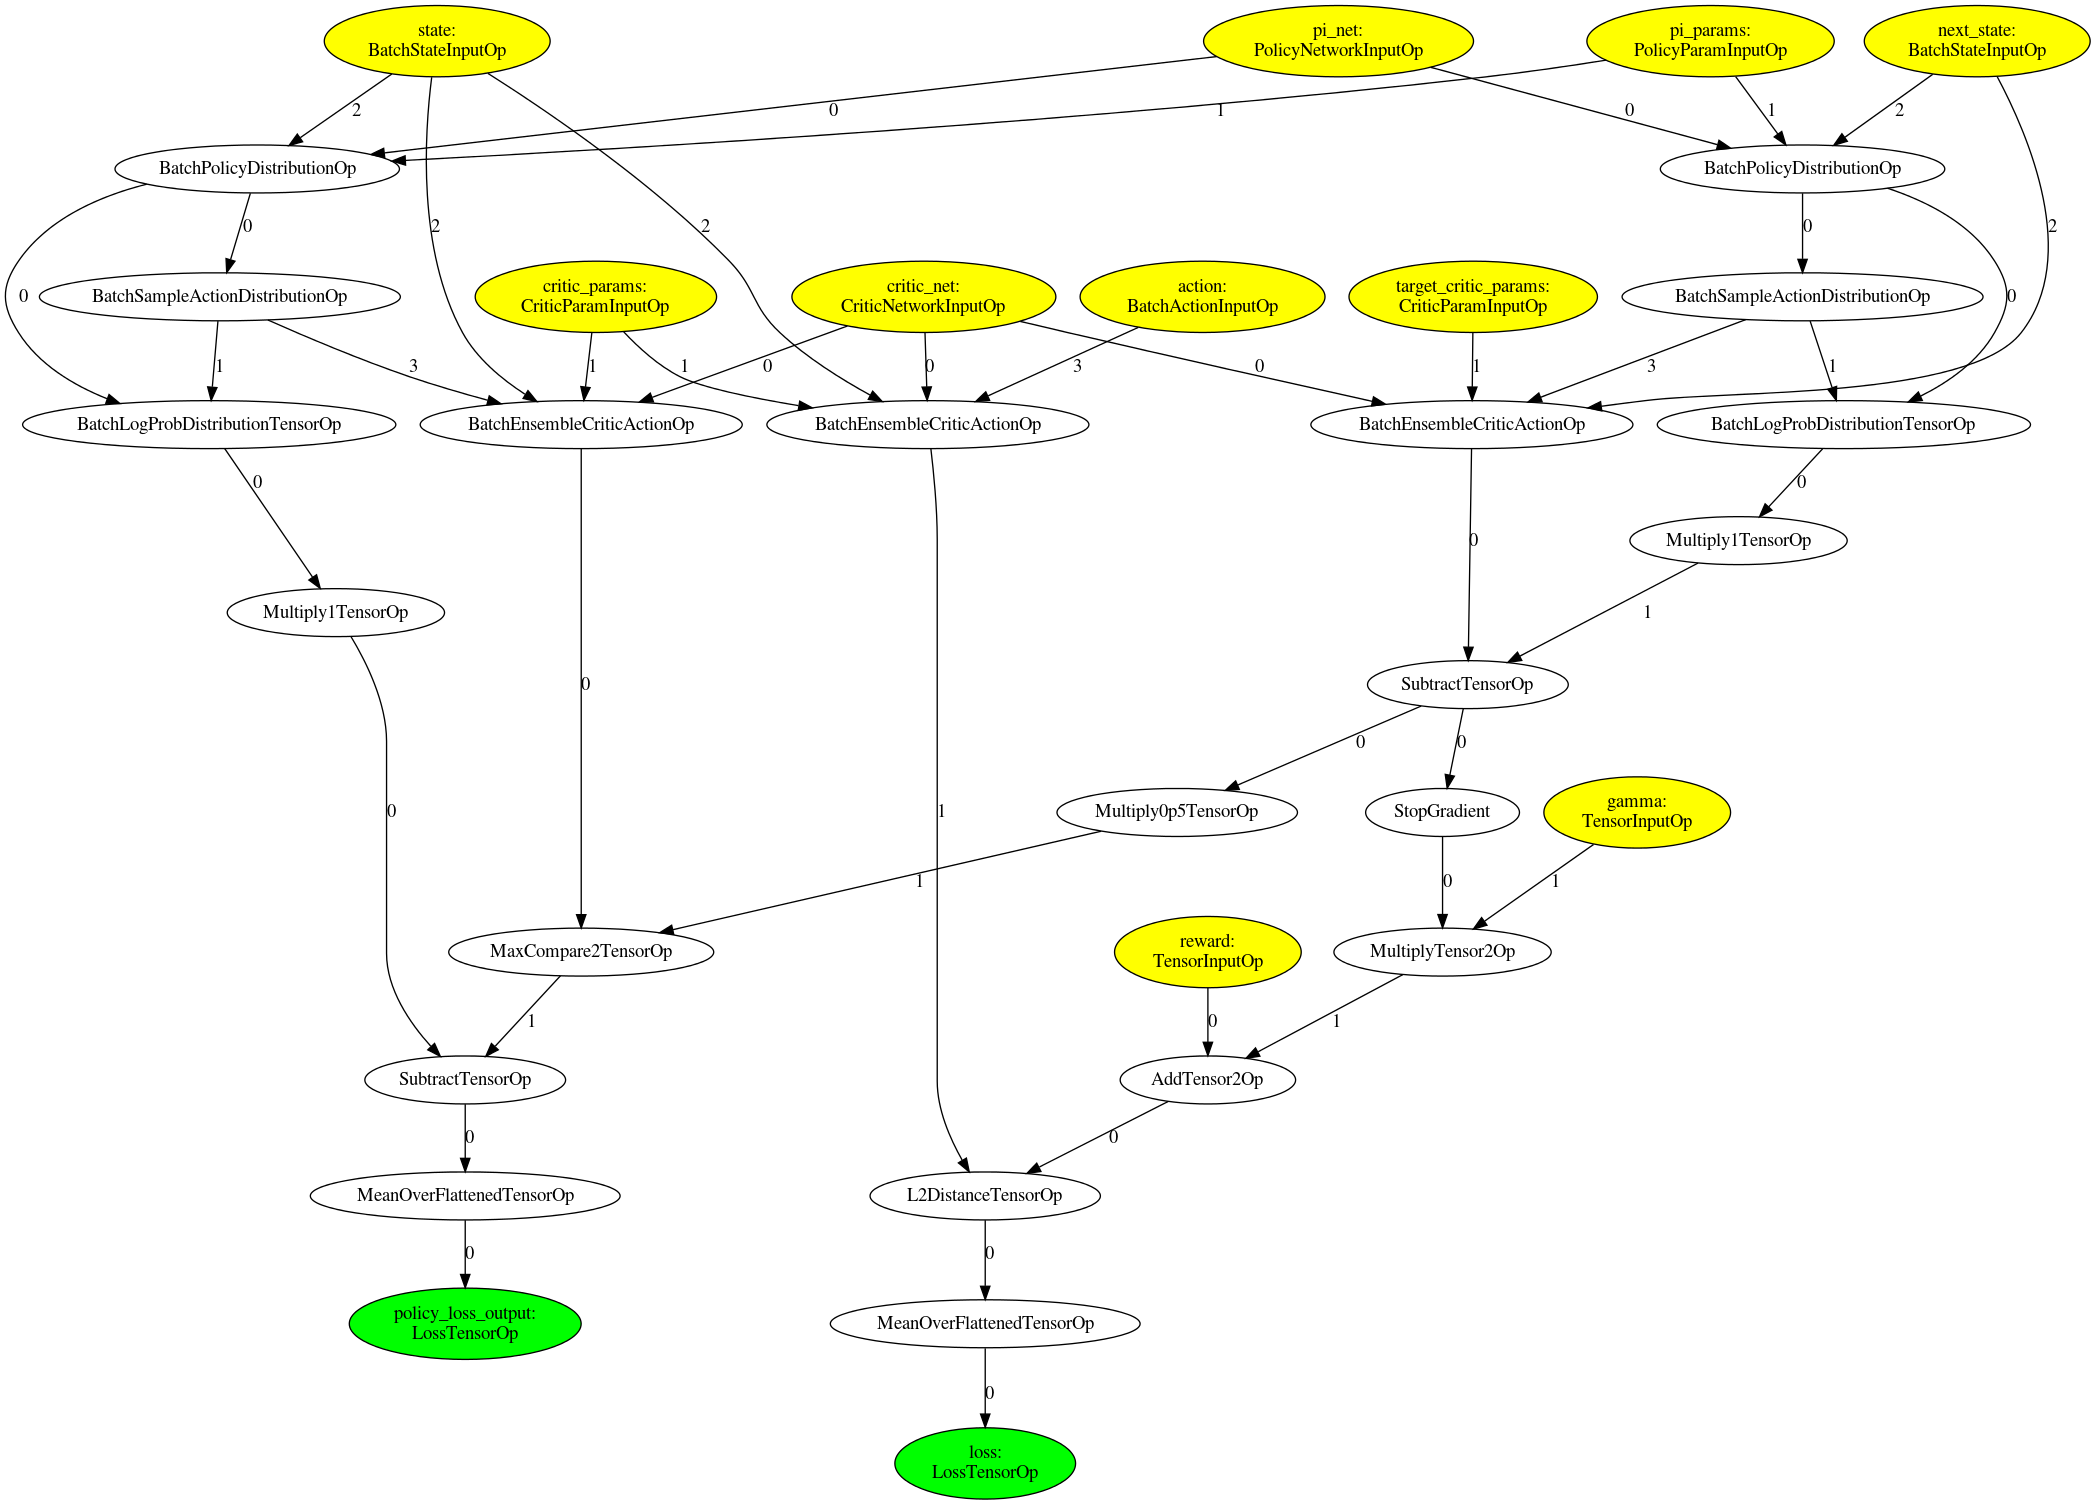 state:
BatchStateInputOp
pi_net:
PolicyNetworkInputOp
pi_params:
PolicyParamInputOp
next_state:
BatchStateInputOp
2
0
1
0
1
2
BatchPolicyDistributionOp
BatchPolicyDistributionOp
0
2
2
0
2
0
BatchSampleActionDistributionOp
critic_params:
CriticParamInputOp
critic_net:
CriticNetworkInputOp
action:
BatchActionInputOp
target_critic_params:
CriticParamInputOp
BatchSampleActionDistributionOp
0
1
3
1
1
0
0
3
0
1
3
1
BatchLogProbDistributionTensorOp
BatchEnsembleCriticActionOp
BatchEnsembleCriticActionOp
BatchEnsembleCriticActionOp
BatchLogProbDistributionTensorOp
0
0
0
Multiply1TensorOp
Multiply1TensorOp
1
0
SubtractTensorOp
0
0
0
1
Multiply0p5TensorOp
StopGradient
gamma:
TensorInputOp
1
0
1
MaxCompare2TensorOp
reward:
TensorInputOp
MultiplyTensor2Op
1
0
1
SubtractTensorOp
AddTensor2Op
0
0
MeanOverFlattenedTensorOp
L2DistanceTensorOp
0
0
policy_loss_output:
LossTensorOp
MeanOverFlattenedTensorOp
0
loss:
LossTensorOp